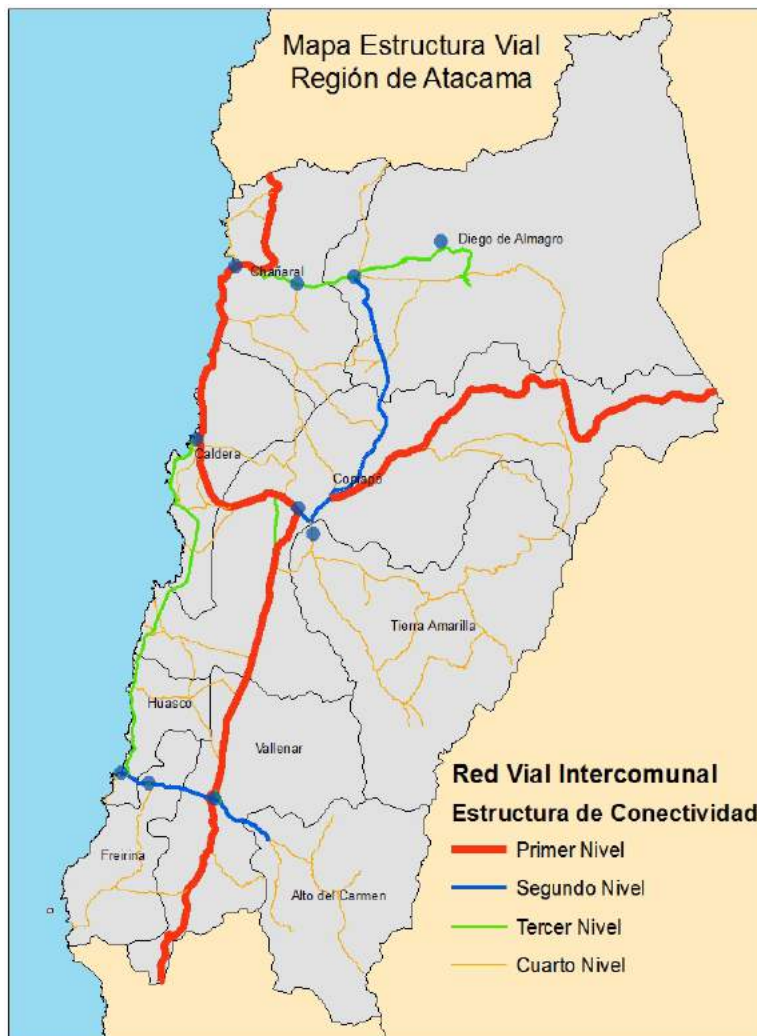 Mapa Estructura Vial
Región de Atacama
Diego de Almagro
Chañaral
Caldera
Copiapó
Tierra Amarilla
Huasco
Vallenar
Freirina
Alto del Carmen
Red Vial Intercomunal
Estructura de Conectividad
Primer Nivel
Segundo Nivel
Tercer Nivel
Cuarto Nivel